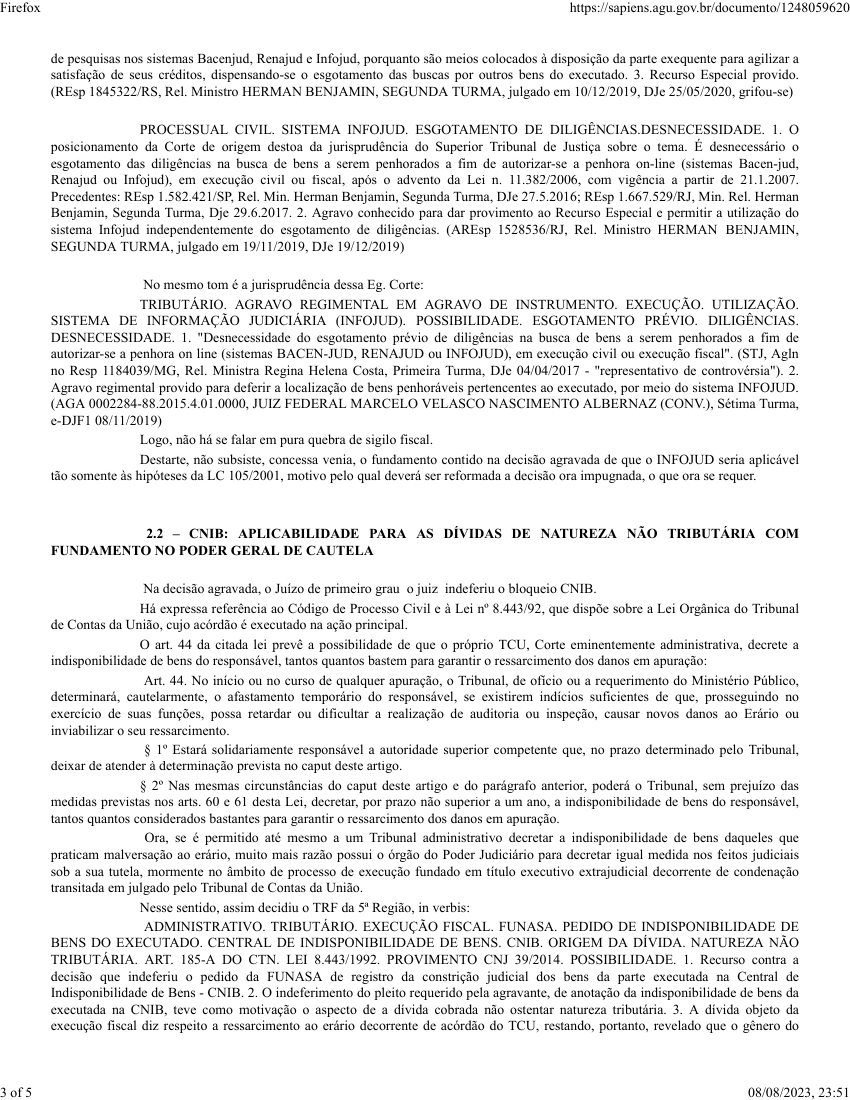 Firefox
https://sapiens.agu.gov.br/documento/1248059620
de pesquisas nos sistemas Bacenjud, Renajud e Infojud, porquanto são meios colocados à disposição da parte exequente para agilizar a
satisfação de seus créditos, dispensando-se o esgotamento das buscas por outros bens do executado. 3. Recurso Especial provido.
(REsp 1845322/RS, Rel. Ministro HERMAN BENJAMIN, SEGUNDA TURMA, julgado em 10/12/2019, DJe 25/05/2020, grifou-se)
PROCESSUAL CIVIL. SISTEMA INFOJUD. ESGOTAMENTO DE DILIGÊNCIAS.DESNECESSIDADE. 1. O
posicionamento da Corte de origem destoa da jurisprudência do Superior Tribunal de Justiça sobre o tema. É desnecessário o
esgotamento das diligências na busca de bens a serem penhorados a fim de autorizar-se a penhora on-line (sistemas Bacen-jud,
Renajud ou Infojud), em execução civil ou fiscal, após o advento da Lei n. 11.382/2006, com vigência a partir de 21.1.2007.
Precedentes: REsp 1.582.421/SP, Rel. Min. Herman Benjamin, Segunda Turma, DJe 27.5.2016; REsp 1.667.529/RJ, Min. Rel. Herman
Benjamin, Segunda Turma, Dje 29.6.2017. 2. Agravo conhecido para dar provimento ao Recurso Especial e permitir a utilização do
sistema Infojud independentemente do esgotamento de diligências. (AREsp 1528536/RJ, Rel. Ministro HERMAN BENJAMIN,
SEGUNDA TURMA, julgado em 19/11/2019, DJe 19/12/2019)
No mesmo tom é a jurisprudência dessa Eg. Corte:
TRIBUTÁRIO. AGRAVO REGIMENTAL EM AGRAVO DE INSTRUMENTO. EXECUÇÃO. UTILIZAÇÃO.
SISTEMA DE INFORMAÇÃO JUDICIÁRIA (INFOJUD). POSSIBILIDADE. ESGOTAMENTO PRÉVIO. DILIGÊNCIAS.
DESNECESSIDADE. 1. "Desnecessidade do esgotamento prévio de diligências na busca de bens a serem penhorados a fim de
autorizar-se a penhora on line (sistemas BACEN-JUD, RENAJUD ou INFOJUD), em execução civil ou execução fiscal". (STJ, Agln
no Resp 1184039/MG, Rel. Ministra Regina Helena Costa, Primeira Turma, DJe 04/04/2017 - "representativo de controvérsia"). 2.
Agravo regimental provido para deferir a localização de bens penhoráveis pertencentes ao executado, por meio do sistema INFOJUD.
(AGA 0002284-88.2015.4.01.0000, JUIZ FEDERAL MARCELO VELASCO NASCIMENTO ALBERNAZ (CONV.), Sétima Turma,
e-DJF1 08/11/2019)
Logo, não há se falar em pura quebra de sigilo fiscal.
Destarte, não subsiste, concessa venia, o fundamento contido na decisão agravada de que o INFOJUD seria aplicável
tão somente às hipóteses da LC 105/2001, motivo pelo qual deverá ser reformada a decisão ora impugnada, o que ora se requer.
2.2 – CNIB: APLICABILIDADE PARA AS DÍVIDAS DE NATUREZA NÃO TRIBUTÁRIA COM
FUNDAMENTO NO PODER GERAL DE CAUTELA
Na decisão agravada, o Juízo de primeiro grau o juiz indeferiu o bloqueio CNIB.
Há expressa referência ao Código de Processo Civil e à Lei nº 8.443/92, que dispõe sobre a Lei Orgânica do Tribunal
de Contas da União, cujo acórdão é executado na ação principal.
O art. 44 da citada lei prevê a possibilidade de que o próprio TCU, Corte eminentemente administrativa, decrete a
indisponibilidade de bens do responsável, tantos quantos bastem para garantir o ressarcimento dos danos em apuração:
Art. 44. No início ou no curso de qualquer apuração, o Tribunal, de ofício ou a requerimento do Ministério Público,
determinará, cautelarmente, o afastamento temporário do responsável, se existirem indícios suficientes de que, prosseguindo no
exercício de suas funções, possa retardar ou dificultar a realização de auditoria ou inspeção, causar novos danos ao Erário ou
inviabilizar o seu ressarcimento.
§ 1º Estará solidariamente responsável a autoridade superior competente que, no prazo determinado pelo Tribunal,
deixar de atender à determinação prevista no caput deste artigo.
§ 2º Nas mesmas circunstâncias do caput deste artigo e do parágrafo anterior, poderá o Tribunal, sem prejuízo das
medidas previstas nos arts. 60 e 61 desta Lei, decretar, por prazo não superior a um ano, a indisponibilidade de bens do responsável,
tantos quantos considerados bastantes para garantir o ressarcimento dos danos em apuração.
Ora, se é permitido até mesmo a um Tribunal administrativo decretar a indisponibilidade de bens daqueles que
praticam malversação ao erário, muito mais razão possui o órgão do Poder Judiciário para decretar igual medida nos feitos judiciais
sob a sua tutela, mormente no âmbito de processo de execução fundado em título executivo extrajudicial decorrente de condenação
transitada em julgado pelo Tribunal de Contas da União.
Nesse sentido, assim decidiu o TRF da 5ª Região, in verbis:
ADMINISTRATIVO. TRIBUTÁRIO. EXECUÇÃO FISCAL. FUNASA. PEDIDO DE INDISPONIBILIDADE DE
BENS DO EXECUTADO. CENTRAL DE INDISPONIBILIDADE DE BENS. CNIB. ORIGEM DA DÍVIDA. NATUREZA NÃO
TRIBUTÁRIA. ART. 185-A DO CTN. LEI 8.443/1992. PROVIMENTO CNJ 39/2014. POSSIBILIDADE. 1. Recurso contra a
decisão que indeferiu o pedido da FUNASA de registro da constrição judicial dos bens da parte executada na Central de
Indisponibilidade de Bens - CNIB. 2. O indeferimento do pleito requerido pela agravante, de anotação da indisponibilidade de bens da
executada na CNIB, teve como motivação o aspecto de a dívida cobrada não ostentar natureza tributária. 3. A dívida objeto da
execução fiscal diz respeito a ressarcimento ao erário decorrente de acórdão do TCU, restando, portanto, revelado que o gênero do
3 of 5
08/08/2023, 23:51